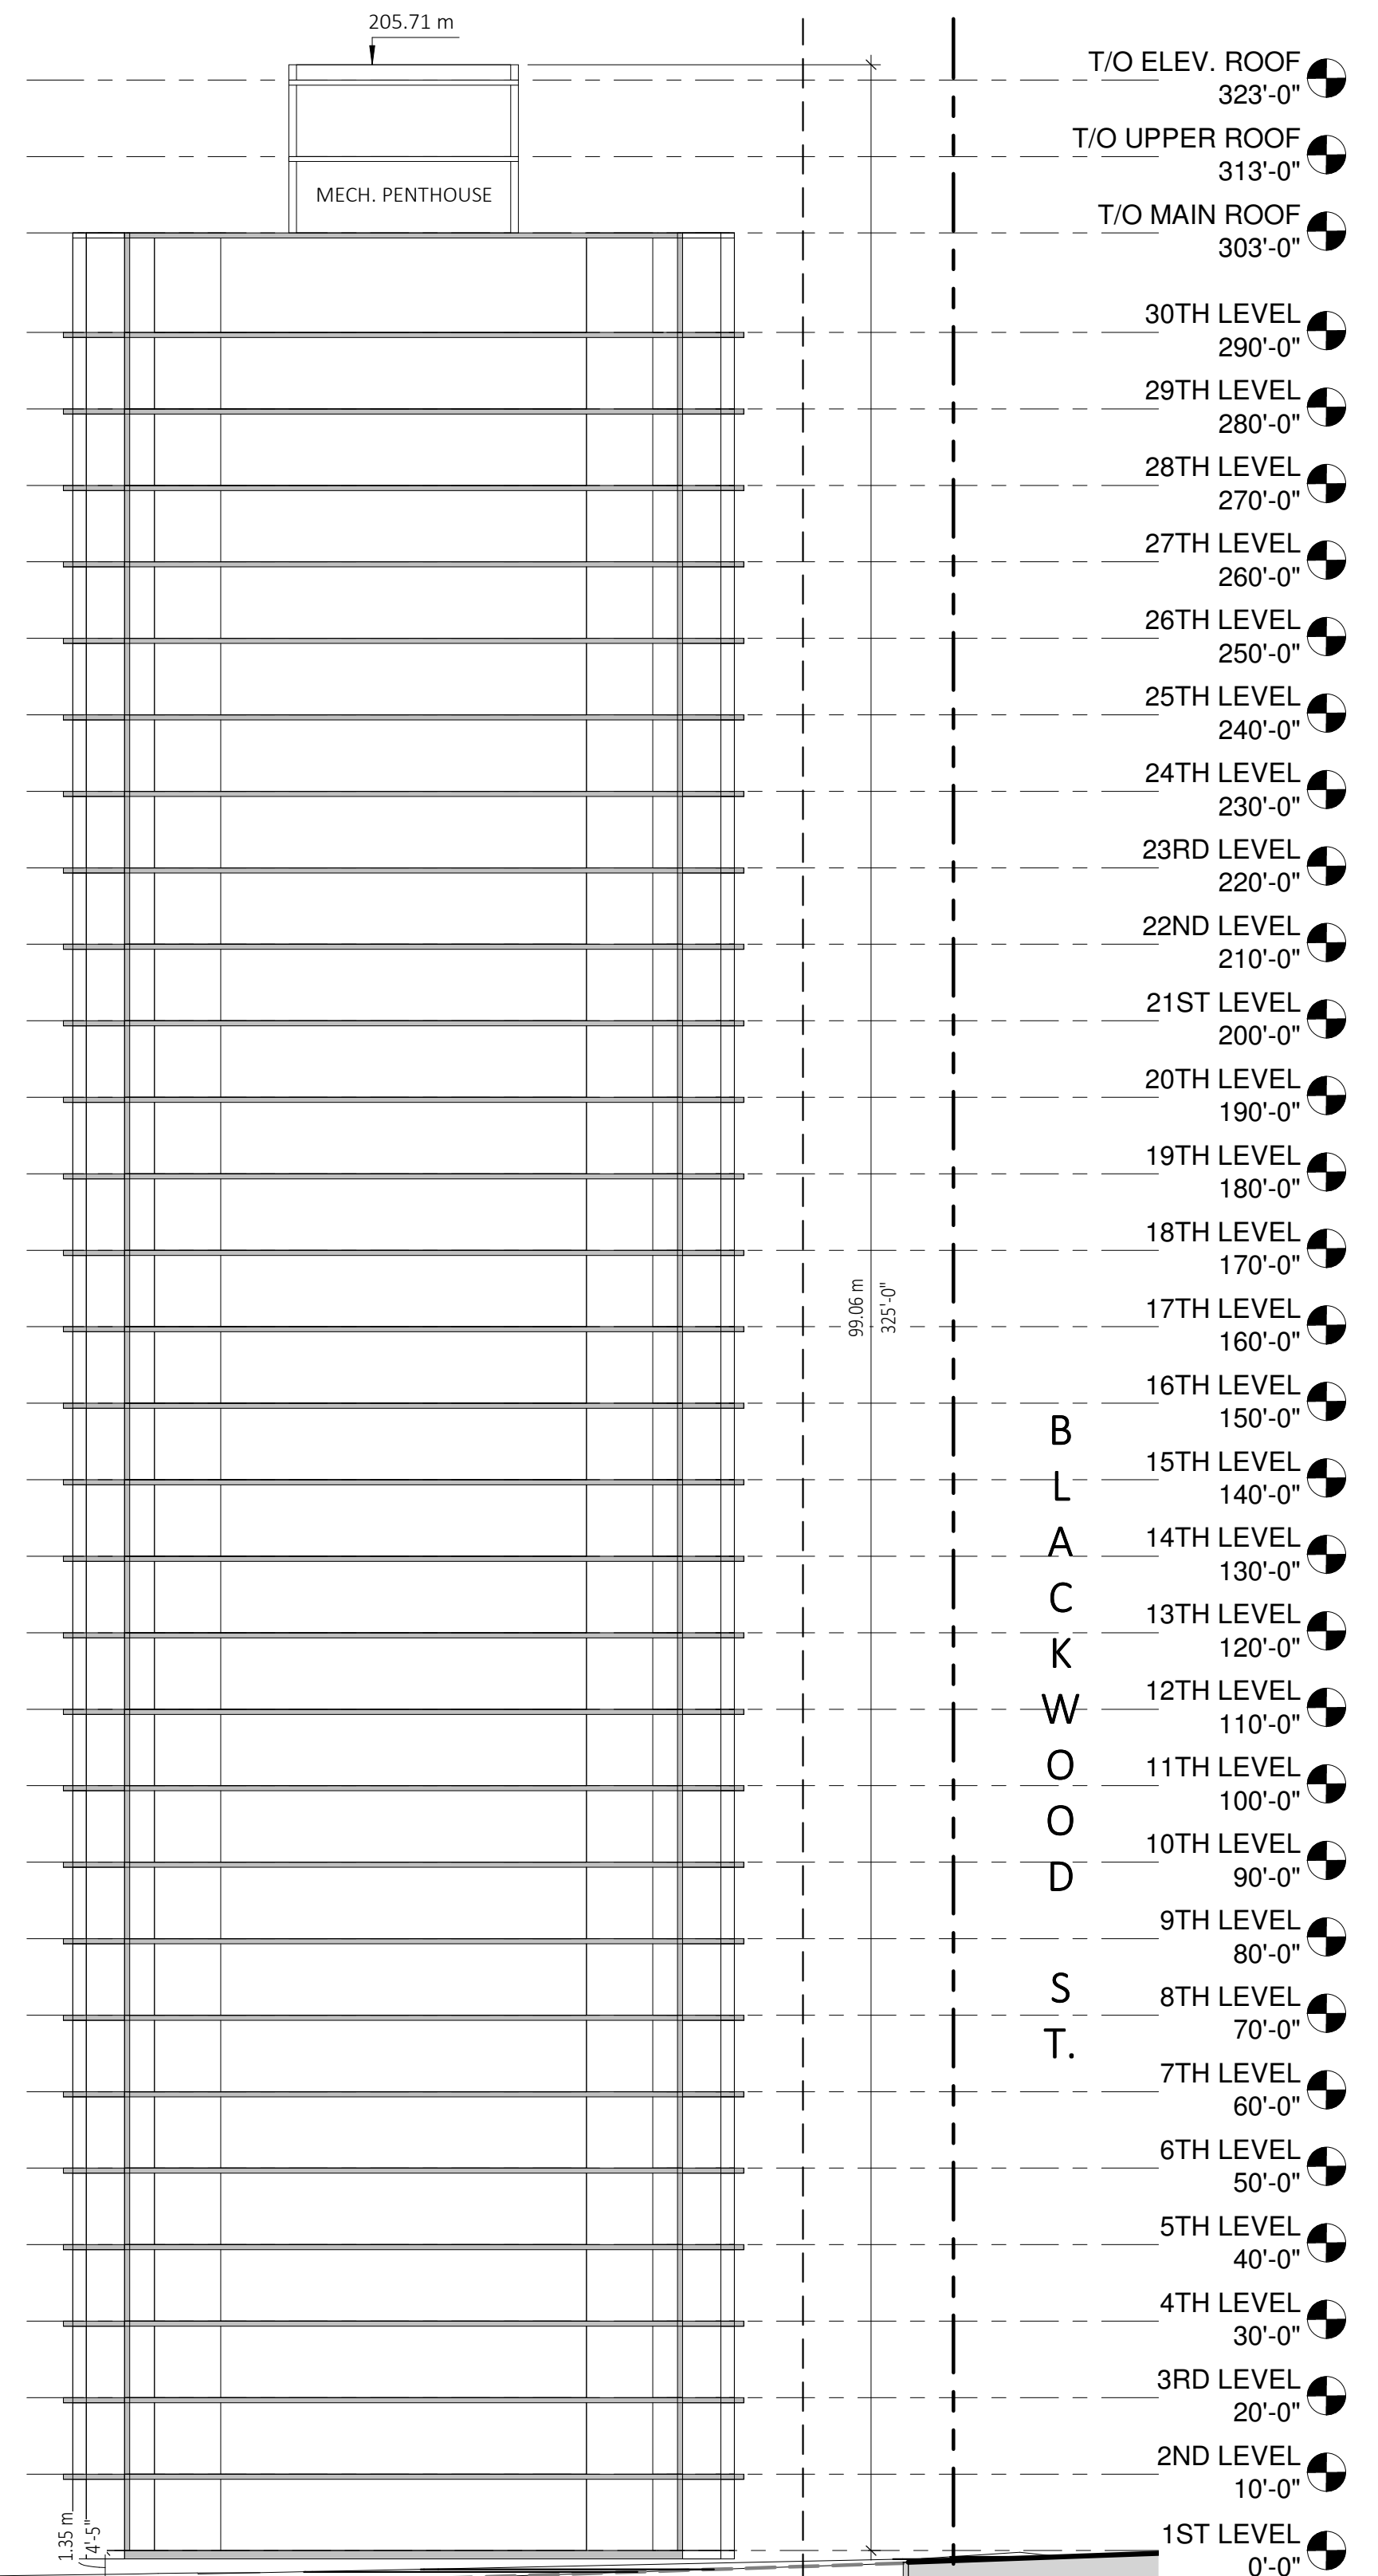 205.71 m
T/O ELEV. ROOF
323'-0"
T/O UPPER ROOF
313'-0"
MECH. PENTHOUSE
T/O MAIN ROOF
303'-0"
30TH LEVEL
290'-0"
29TH LEVEL
280'-0"
28TH LEVEL
270'-0"
27TH LEVEL
260'-0"
26TH LEVEL
250'-0"
25TH LEVEL
240'-0"
24TH LEVEL
230'-0"
23RD LEVEL
220'-0"
22ND LEVEL
210'-0"
21ST LEVEL
200'-0"
20TH LEVEL
190'-0"
19TH LEVEL
180'-0"
18TH LEVEL
170'-0"
99.06 m
325'-0"
17TH LEVEL
160'-0"
16TH LEVEL
150'-0"
BLACKWOOD ST.
15TH LEVEL
140'-0"
14TH LEVEL
130'-0"
13TH LEVEL
120'-0"
12TH LEVEL
110'-0"
11TH LEVEL
100'-0"
10TH LEVEL
90'-0"
9TH LEVEL
80'-0"
8TH LEVEL
70'-0"
7TH LEVEL
60'-0"
6TH LEVEL
50'-0"
5TH LEVEL
40'-0"
4TH LEVEL
30'-0"
3RD LEVEL
20'-0"
2ND LEVEL
10'-0"
1.35 m
4'-5"
1ST LEVEL
0'-0"